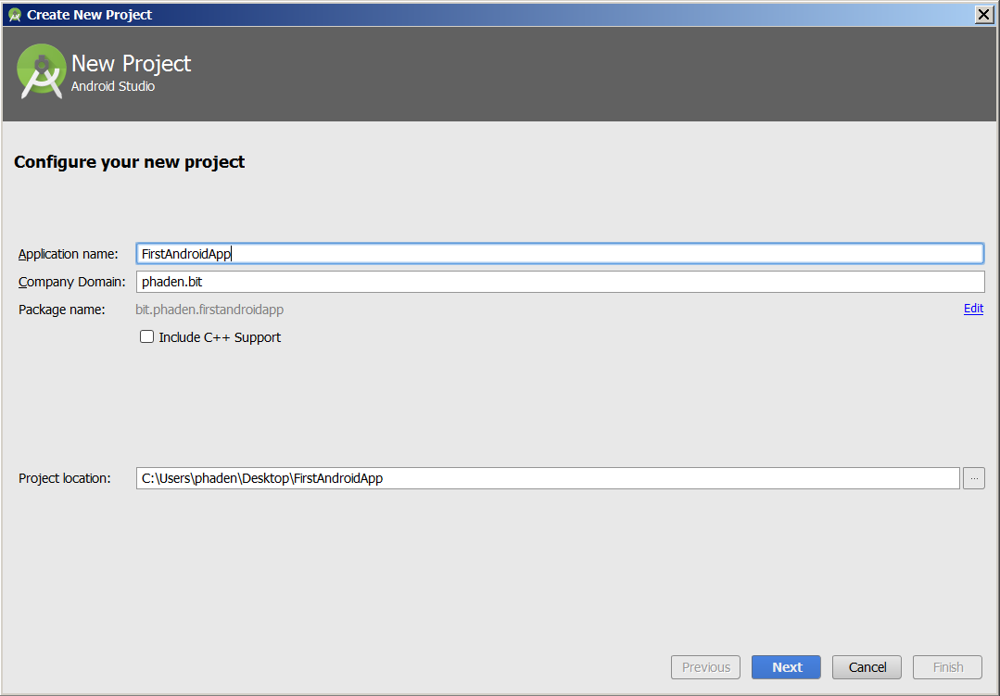 Create New Project
New Project
Android Studio
Configure your new project
Application name: FirstAndroidApp
Company Domain: phaden.bit
Package name: bit.phaden.firstandroidapp Edit
Include C++ Support
Project location: C:\Users\phaden\Desktop\FirstAndroidApp ...
Previous Next Cancel Finish